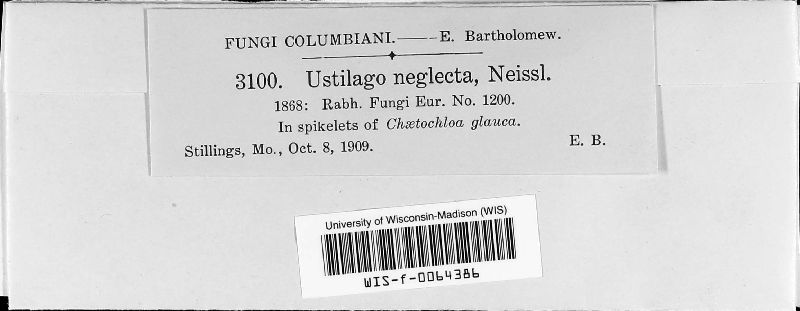 FUNGI COLUMBIANI.——E. Bartholomew.
3100. Ustilago neglecta, Neissl.
1868: Rabh. Fungi Eur. No. 1200.
In spikelets of Chætochloa glauca.
Stillings, Mo., Oct. 8, 1909. E. B.
University of Wisconsin-Madison (WIS)
WIS-f-0064386